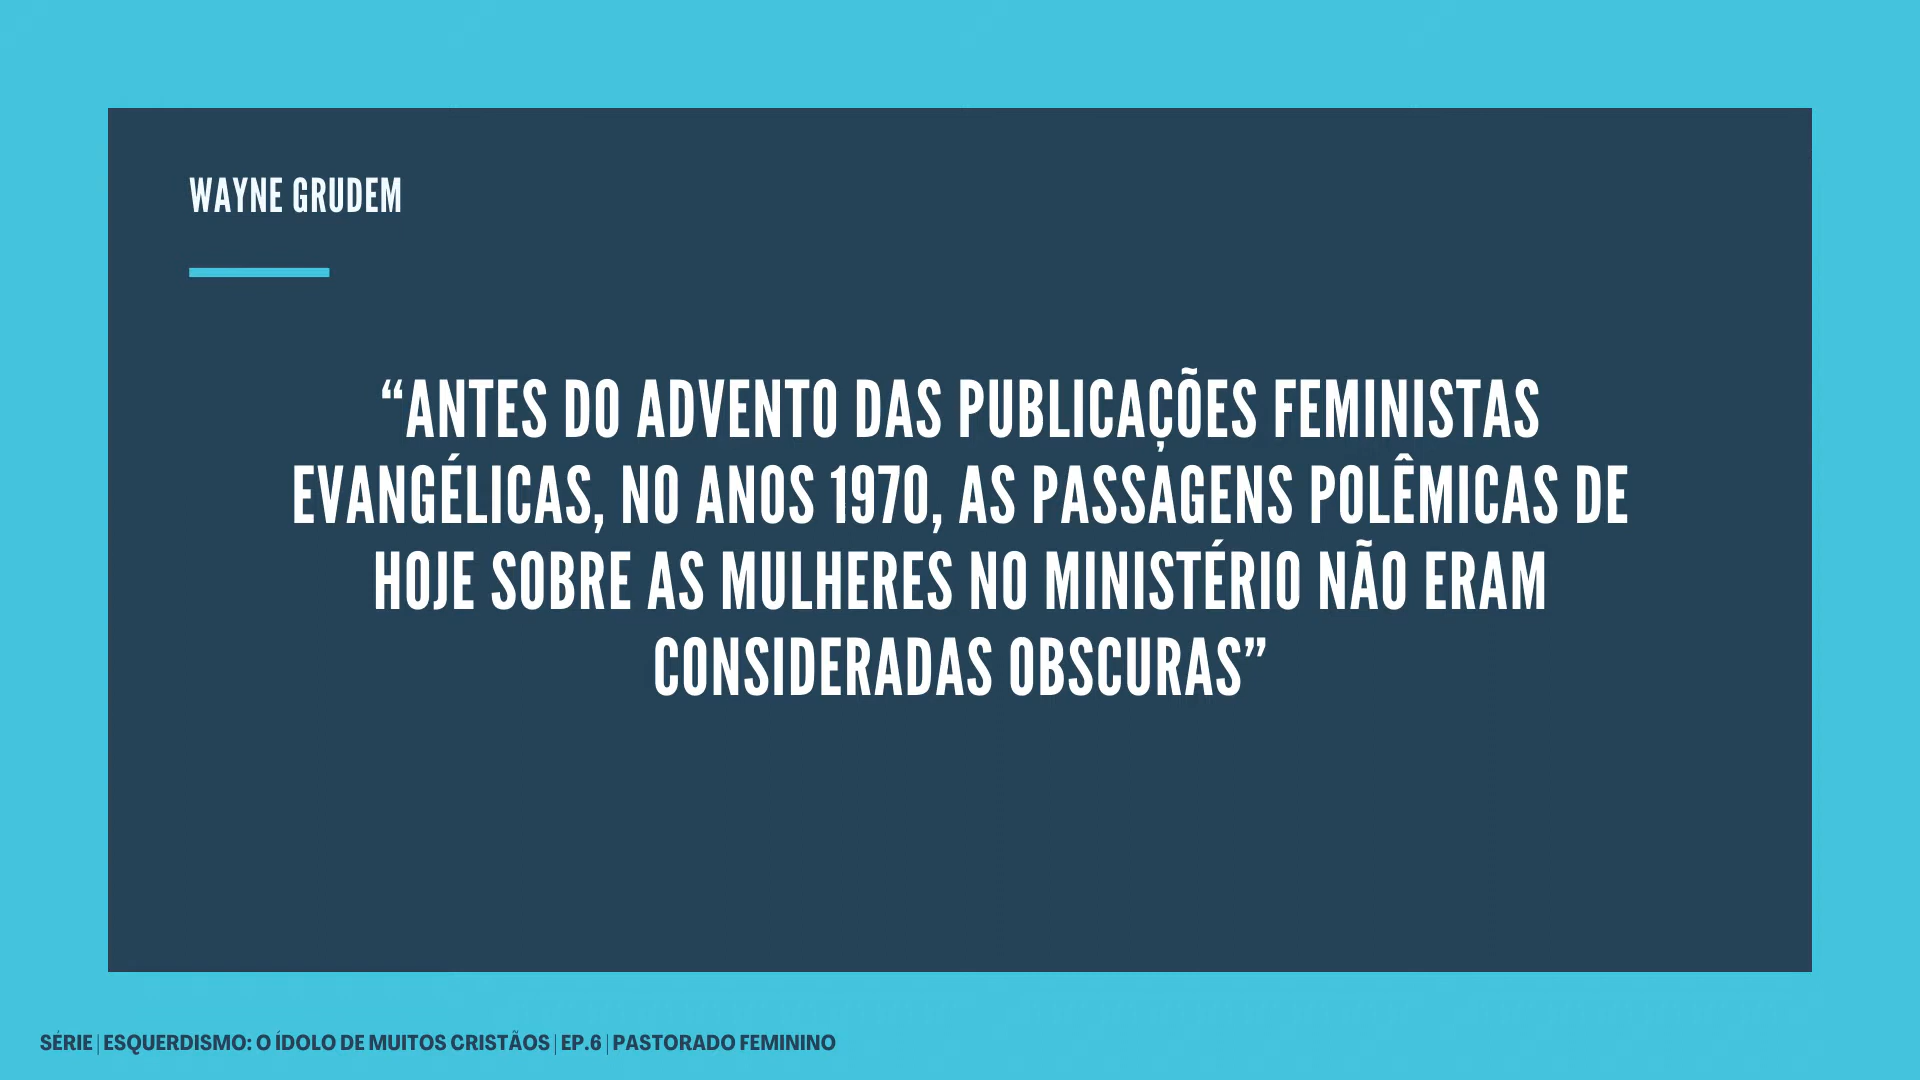 WAYNE GRUDEM
“ANTES DO ADVENTO DAS PUBLICAÇÕES FEMINISTAS
EVANGÉLICAS, NO ANOS 1970, AS PASSAGENS POLÊMICAS DE
HOJE SOBRE AS MULHERES NO MINISTÉRIO NÃO ERAM
CONSIDERADAS OBSCURAS”
SÉRIE | ESQUERDISMO: O ÍDOLO DE MUITOS CRISTÃOS | EP.6 | PASTORADO FEMININO